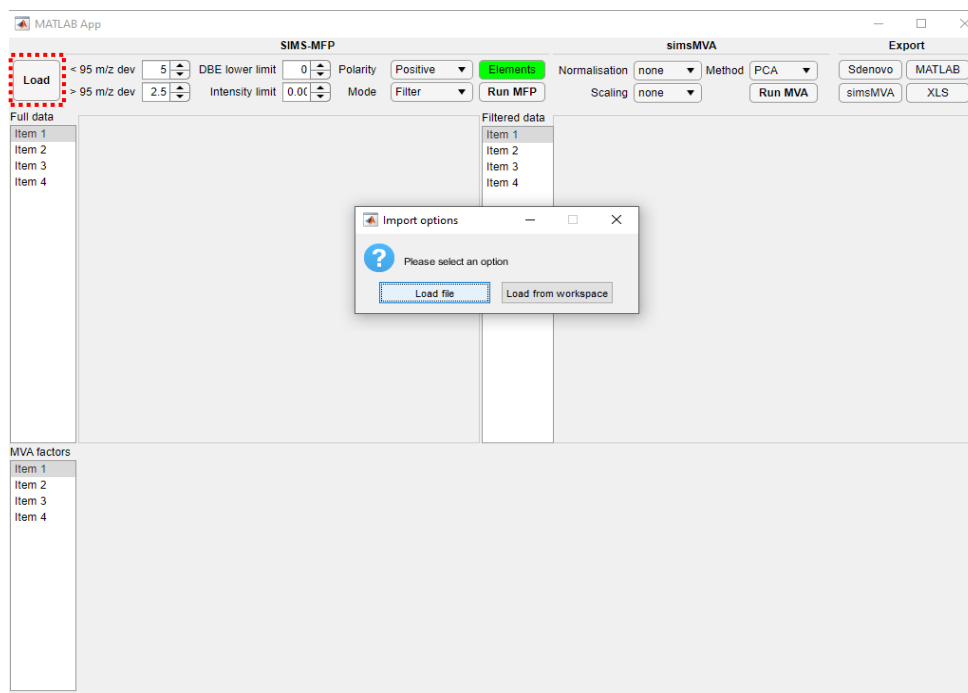 MATLAB App
SIMS-MFP simsMVA Export
Load < 95 m/z dev 5 DBE lower limit 0 Polarity Positive Elements Normalisation none Method PCA Sdenovo MATLAB
> 95 m/z dev 2.5 Intensity limit 0.00 Mode Filter Run MFP Scaling none Run MVA simsMVA XLS
Full data
Item 1
Item 2
Item 3
Item 4
Filtered data
Item 1
Item 2
Item 3
Item 4
Import options
Please select an option
Load file Load from workspace
MVA factors
Item 1
Item 2
Item 3
Item 4